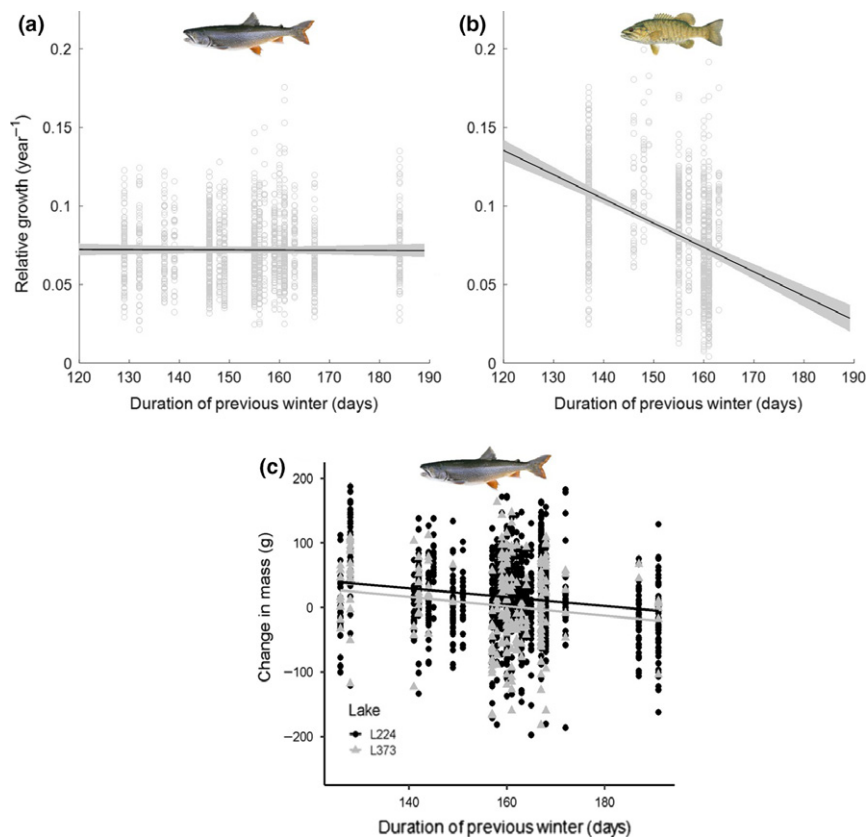 (a)
0.2
0.15
0.1
0.05
0
Relative growth (year⁻¹)
120 130 140 150 160 170 180 190
Duration of previous winter (days)
(b)
0.2
0.15
0.1
0.05
0
120 130 140 150 160 170 180 190
Duration of previous winter (days)
(c)
200
100
0
−100
−200
Change in mass (g)
Lake
L224
L373
140 160 180
Duration of previous winter (days)